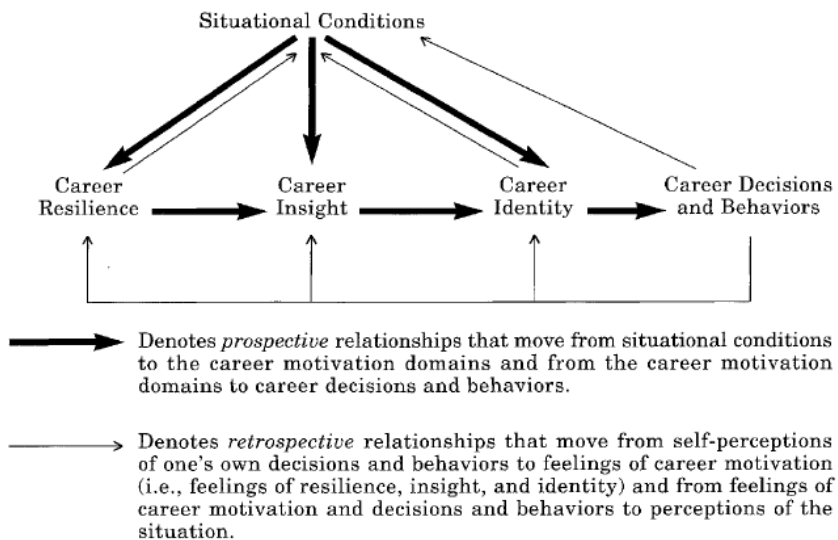 Situational Conditions
Career Career Career Career Decisions
Resilience Insight Identity and Behaviors
Denotes prospective relationships that move from situational conditions
to the career motivation domains and from the career motivation
domains to career decisions and behaviors.
Denotes retrospective relationships that move from self-perceptions
of one's own decisions and behaviors to feelings of career motivation
(i.e., feelings of resilience, insight, and identity) and from feelings of
career motivation and decisions and behaviors to perceptions of the
situation.